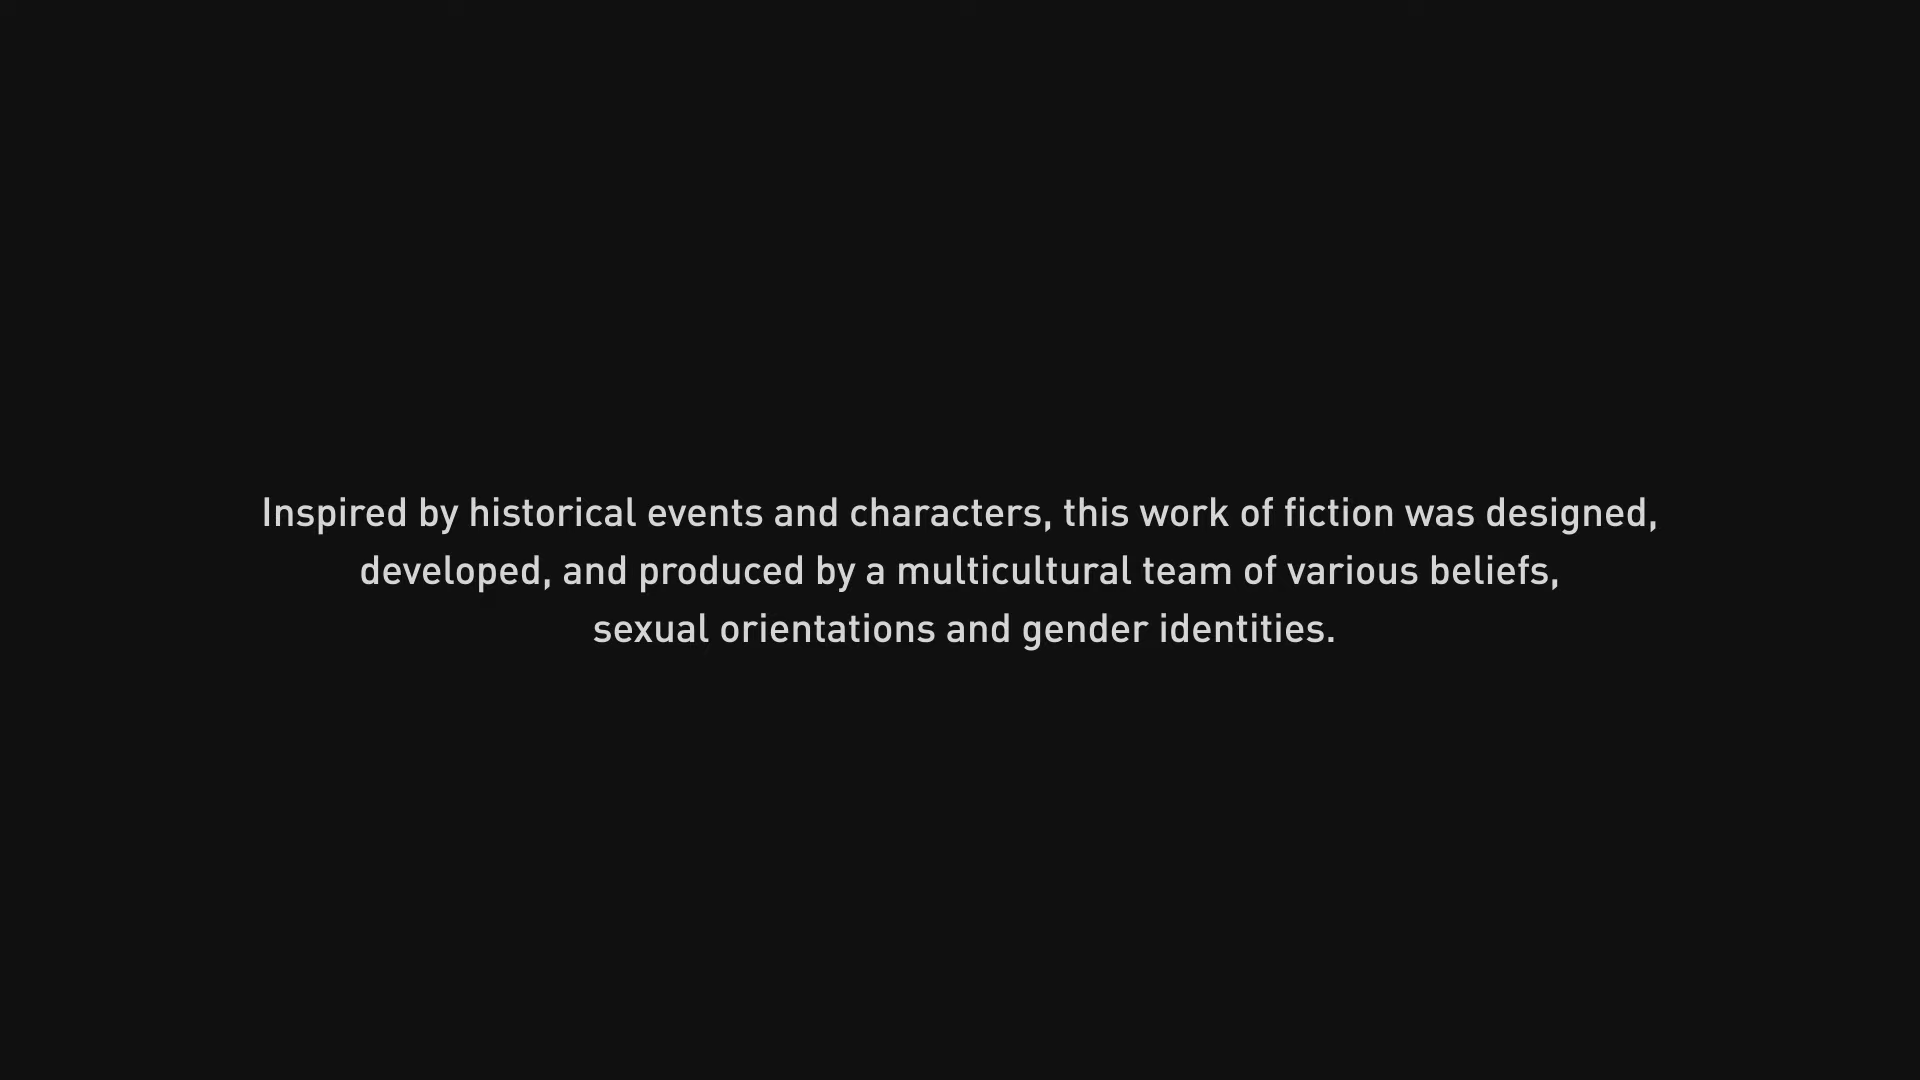 Inspired by historical events and characters, this work of fiction was designed,
developed, and produced by a multicultural team of various beliefs,
sexual orientations and gender identities.